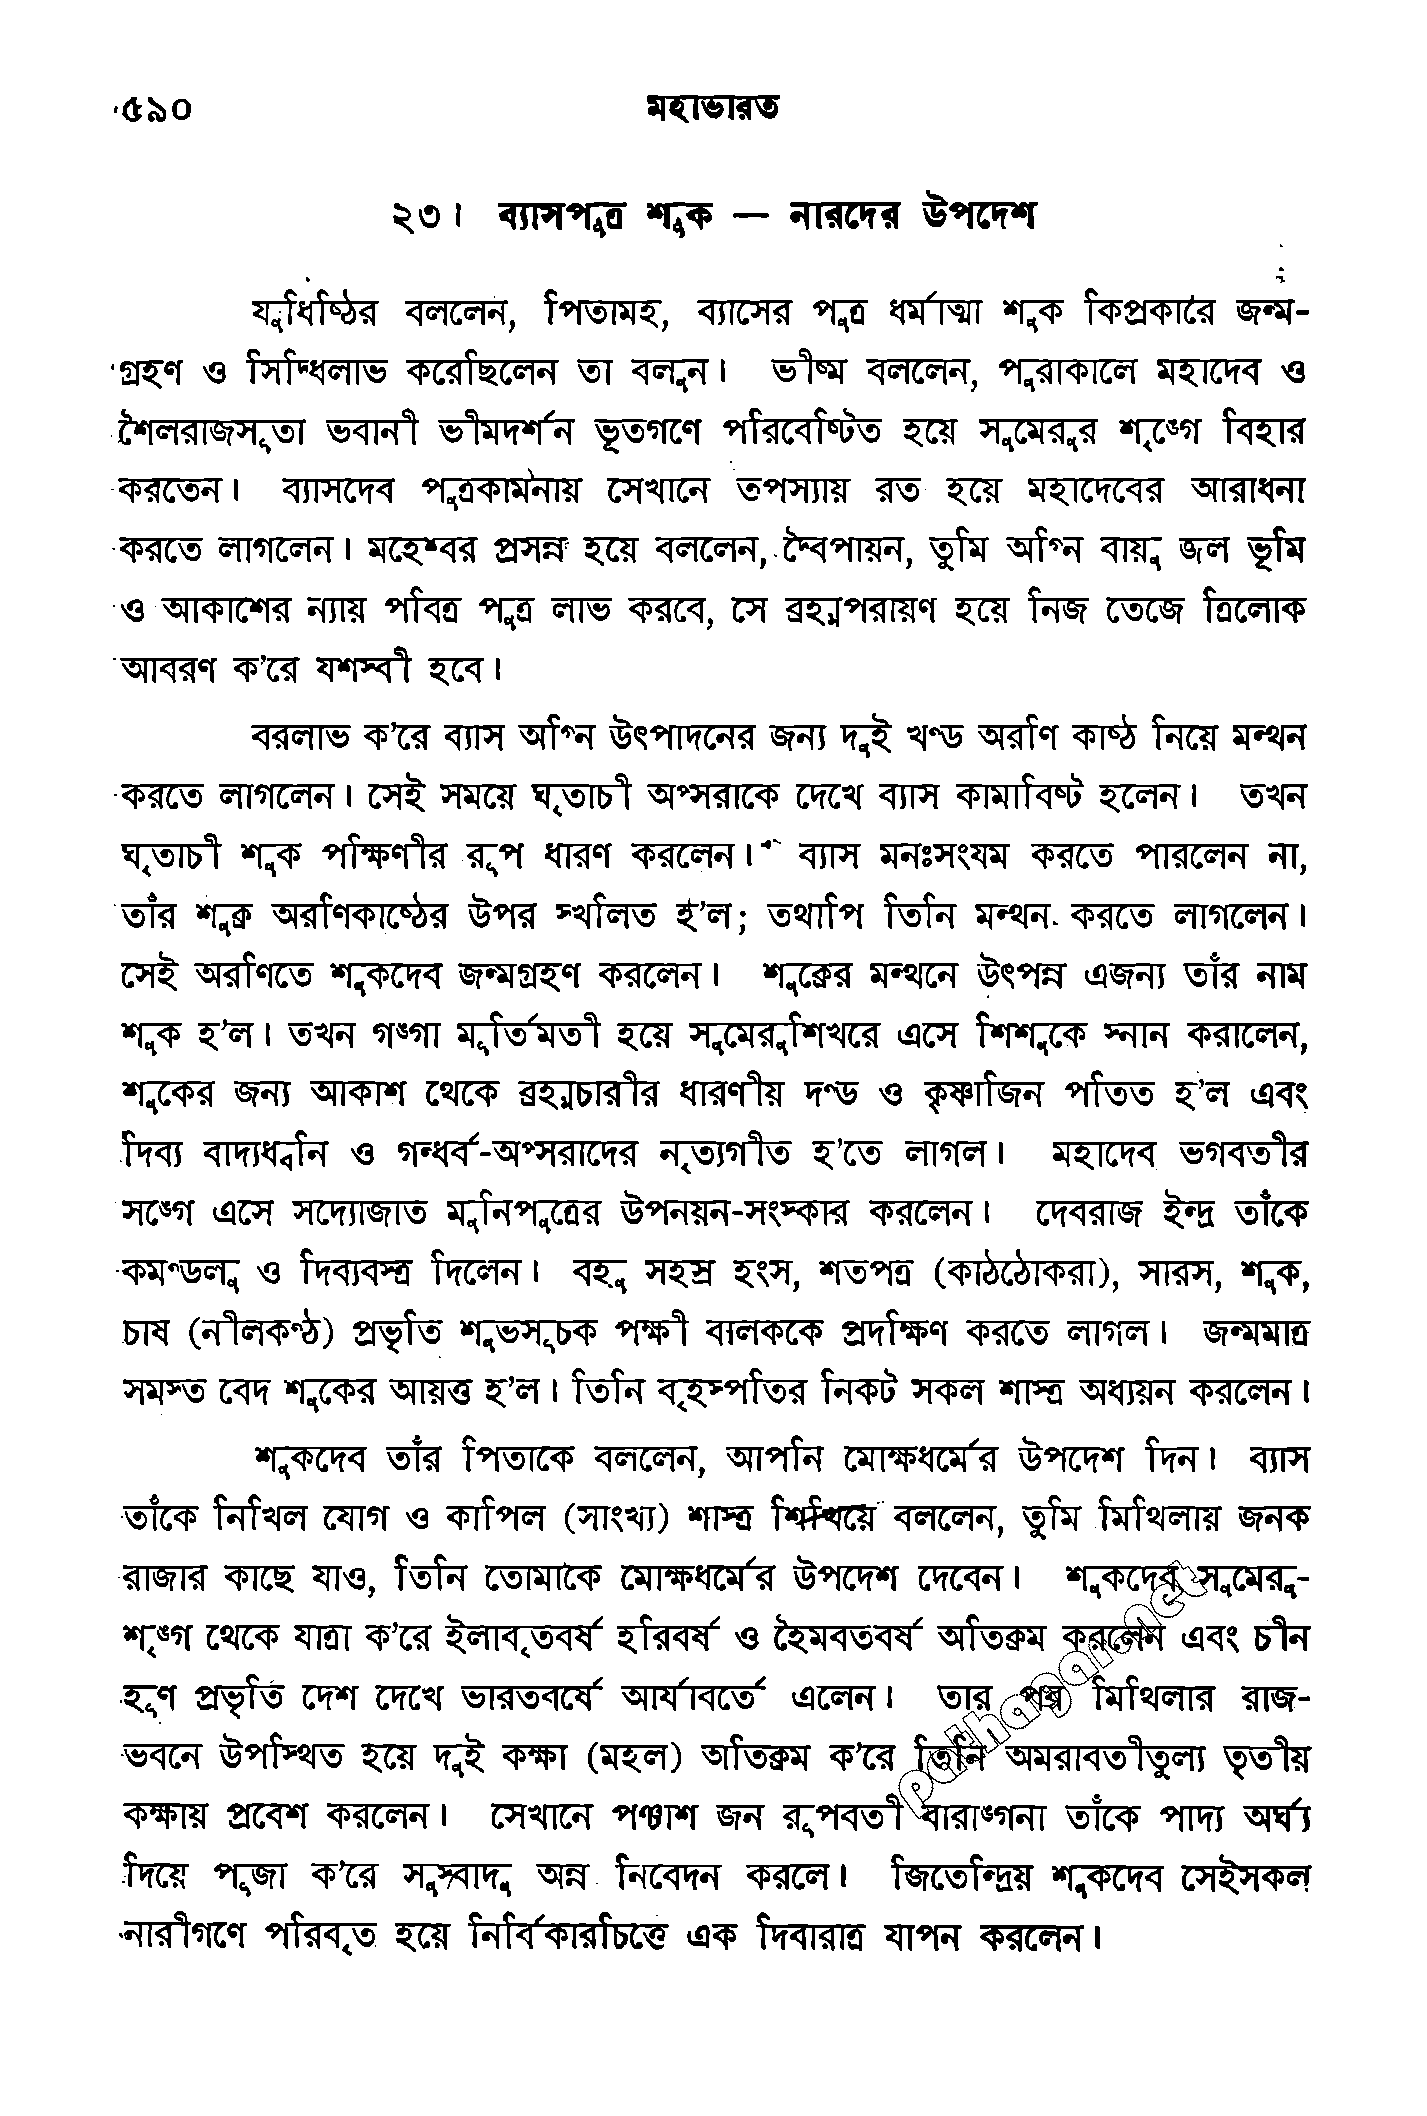 ৫৯০ মহাভারত
২৩। ব্যাসপুত্র শুক — নারদের উপদেশ
যুধিষ্ঠির বললেন, পিতামহ, ব্যাসের পুত্র ধর্মাত্মা শুক কিপ্রকারে জন্ম-
গ্রহণ ও সিদ্ধিলাভ করেছিলেন তা বলুন। ভীষ্ম বললেন, পুরাকালে মহাদেব ও
শৈলরাজসুতা ভবানী ভীমদর্শন ভূতগণে পরিবেষ্টিত হয়ে সুমেরুর শৃঙ্গে বিহার
করতেন। ব্যাসদেব পুত্রকামনায় সেখানে তপস্যায় রত হয়ে মহাদেবের আরাধনা
করতে লাগলেন। মহেশ্বর প্রসন্ন হয়ে বললেন, দ্বৈপায়ন, তুমি অগ্নি বায়ু জল ভূমি
ও আকাশের ন্যায় পবিত্র পুত্র লাভ করবে, সে ব্রহ্মপরায়ণ হয়ে নিজ তেজে ত্রিলোক
আবরণ ক'রে যশস্বী হবে।
বরলাভ ক'রে ব্যাস অগ্নি উৎপাদনের জন্য দুই খণ্ড অরণি কাষ্ঠ নিয়ে মন্থন
করতে লাগলেন। সেই সময়ে ঘৃতাচী অপ্সরাকে দেখে ব্যাস কামাবিষ্ট হলেন। তখন
ঘৃতাচী শুক পক্ষিণীর রূপ ধারণ করলেন। ব্যাস মনঃসংযম করতে পারলেন না,
তাঁর শুক্র অরণিকাষ্ঠের উপর স্খলিত হ'ল; তথাপি তিনি মন্থন করতে লাগলেন।
সেই অরণিতে শুকদেব জন্মগ্রহণ করলেন। শুক্রের মন্থনে উৎপন্ন এজন্য তাঁর নাম
শুক হ'ল। তখন গঙ্গা মূর্তিমতী হয়ে সুমেরুশিখরে এসে শিশুকে স্নান করালেন,
শুকের জন্য আকাশ থেকে ব্রহ্মচারীর ধারণীয় দণ্ড ও কৃষ্ণাজিন পতিত হ'ল এবং
দিব্য বাদ্যধ্বনি ও গন্ধর্ব-অপ্সরাদের নৃত্যগীত হ'তে লাগল। মহাদেব ভগবতীর
সঙ্গে এসে সদ্যোজাত মুনিপুত্রের উপনয়ন-সংস্কার করলেন। দেবরাজ ইন্দ্র তাঁকে
কমণ্ডলু ও দিব্যবস্ত্র দিলেন। বহু সহস্র হংস, শতপত্র (কাঠঠোকরা), সারস, শুক,
চাষ (নীলকণ্ঠ) প্রভৃতি শুভসূচক পক্ষী বালককে প্রদক্ষিণ করতে লাগল। জন্মমাত্র
সমস্ত বেদ শুকের আয়ত্ত হ'ল। তিনি বৃহস্পতির নিকট সকল শাস্ত্র অধ্যয়ন করলেন।
শুকদেব তাঁর পিতাকে বললেন, আপনি মোক্ষধর্মের উপদেশ দিন। ব্যাস
তাঁকে নিখিল যোগ ও কাপিল (সাংখ্য) শাস্ত্র শিখিয়ে বললেন, তুমি মিথিলায় জনক
রাজার কাছে যাও, তিনি তোমাকে মোক্ষধর্মের উপদেশ দেবেন। শুকদেব সুমেরু-
শৃঙ্গ থেকে যাত্রা ক'রে ইলাবৃতবর্ষ হরিবর্ষ ও হৈমবতবর্ষ অতিক্রম করলেন এবং চীন
হূণ প্রভৃতি দেশ দেখে ভারতবর্ষে আর্যাবর্তে এলেন। তার পর মিথিলার রাজ-
ভবনে উপস্থিত হয়ে দুই কক্ষা (মহল) অতিক্রম ক'রে তিনি অমরাবতীতুল্য তৃতীয়
কক্ষায় প্রবেশ করলেন। সেখানে পঞ্চাশ জন রূপবতী বারাঙ্গনা তাঁকে পাদ্য অর্ঘ্য
দিয়ে পূজা ক'রে সুস্বাদু অন্ন নিবেদন করলে। জিতেন্দ্রিয় শুকদেব সেইসকল
নারীগণে পরিবৃত হয়ে নির্বিকারচিত্তে এক দিবারাত্র যাপন করলেন।
pathagar.net